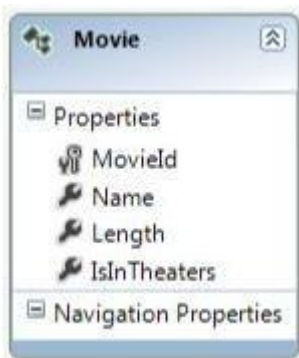 Movie
Properties
MovieId
Name
Length
IsInTheaters
Navigation Properties